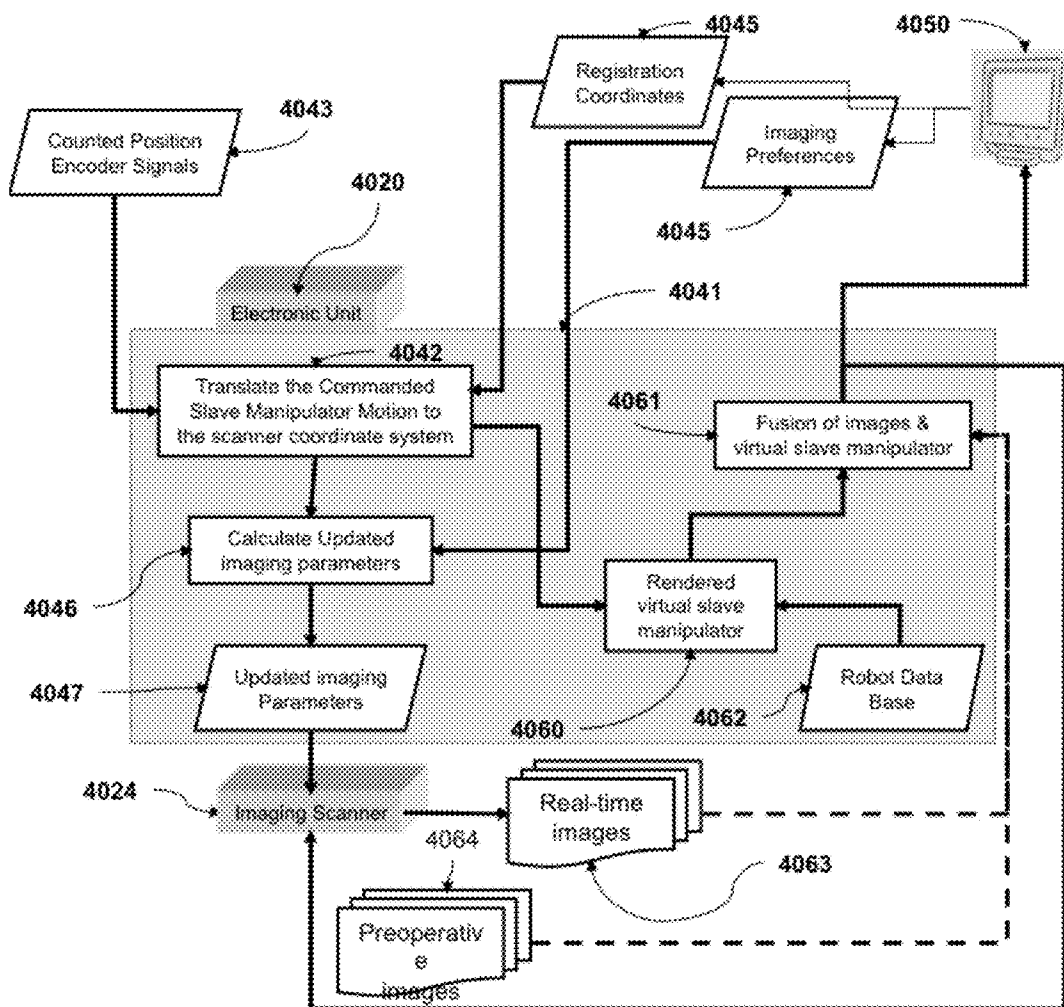 4045
4050
Registration
Coordinates
4043
Imaging
Preferences
Counted Position
Encoder Signals
4020
4045
4041
Electronic Unit
4042
Translate the Commanded
Slave Manipulator Motion to
the scanner coordinate system
4061
Fusion of images &
virtual slave manipulator
Calculate Updated
imaging parameters
4046
Rendered
virtual slave
manipulator
4047
Updated imaging
Parameters
4060
4062
Robot Data
Base
4024
Imaging Scanner
Real-time
images
4064
4063
Preoperativ
e
images